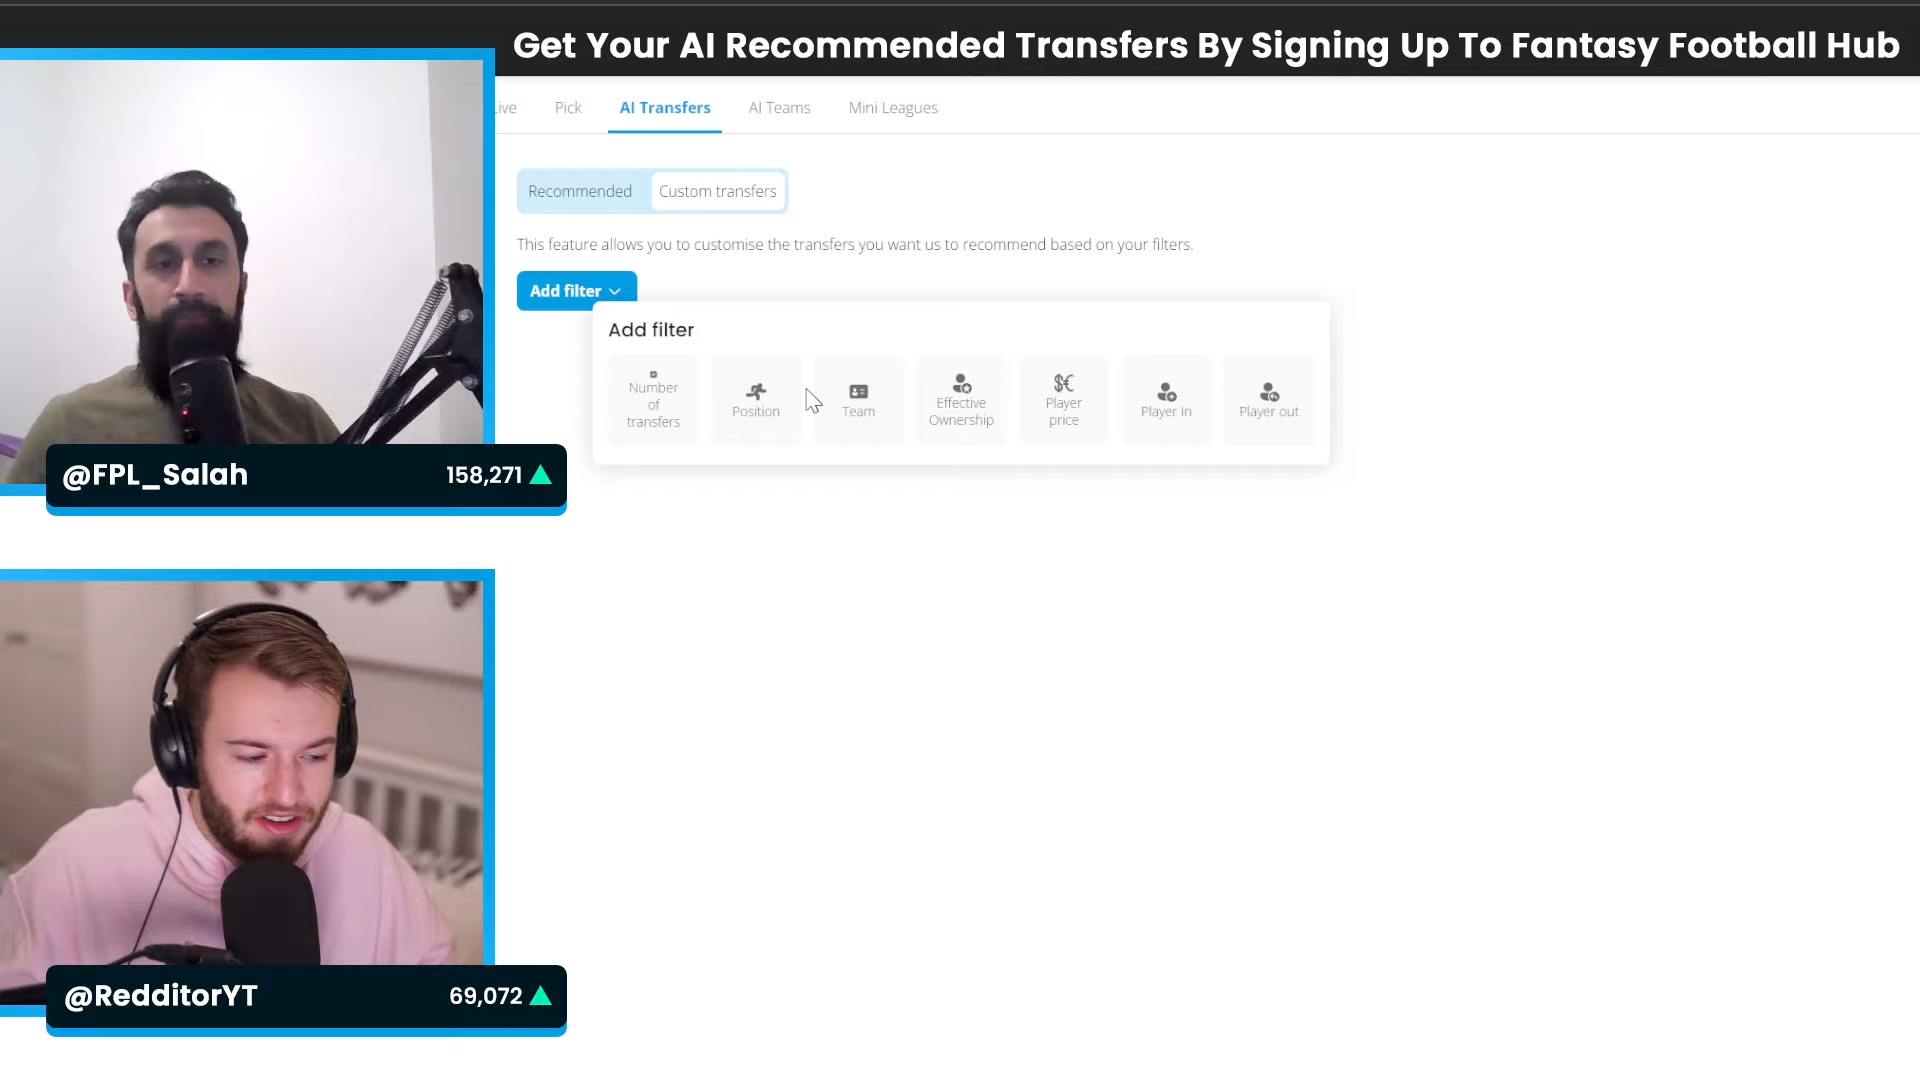 Get Your AI Recommended Transfers By Signing Up To Fantasy Football Hub
Pick
AI Transfers
AI Teams
Mini Leagues
Recommended
Custom transfers
This feature allows you to customise the transfers you want us to recommend based on your filters.
Add filter
Add filter
Number
of
transfers
Position
Team
Effective
Ownership
Player
price
Player In
Player out
@FPL_Salah
158,271
@RedditorYT
69,072